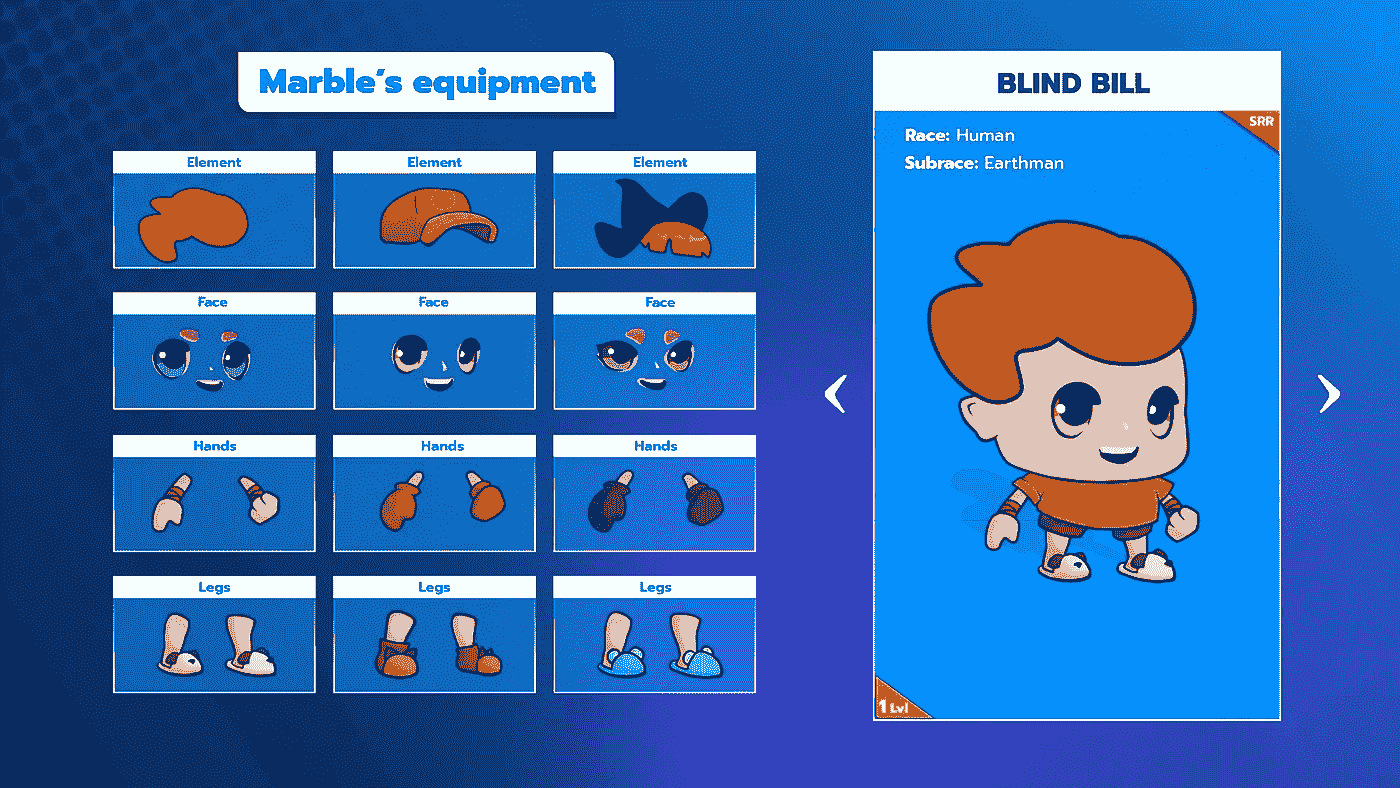 Marble's equipment
Element
Element
Element
Face
Face
Face
Hands
Hands
Hands
Legs
Legs
Legs
BLIND BILL
SRR
Race: Human
Subrace: Earthman
1 Lvl